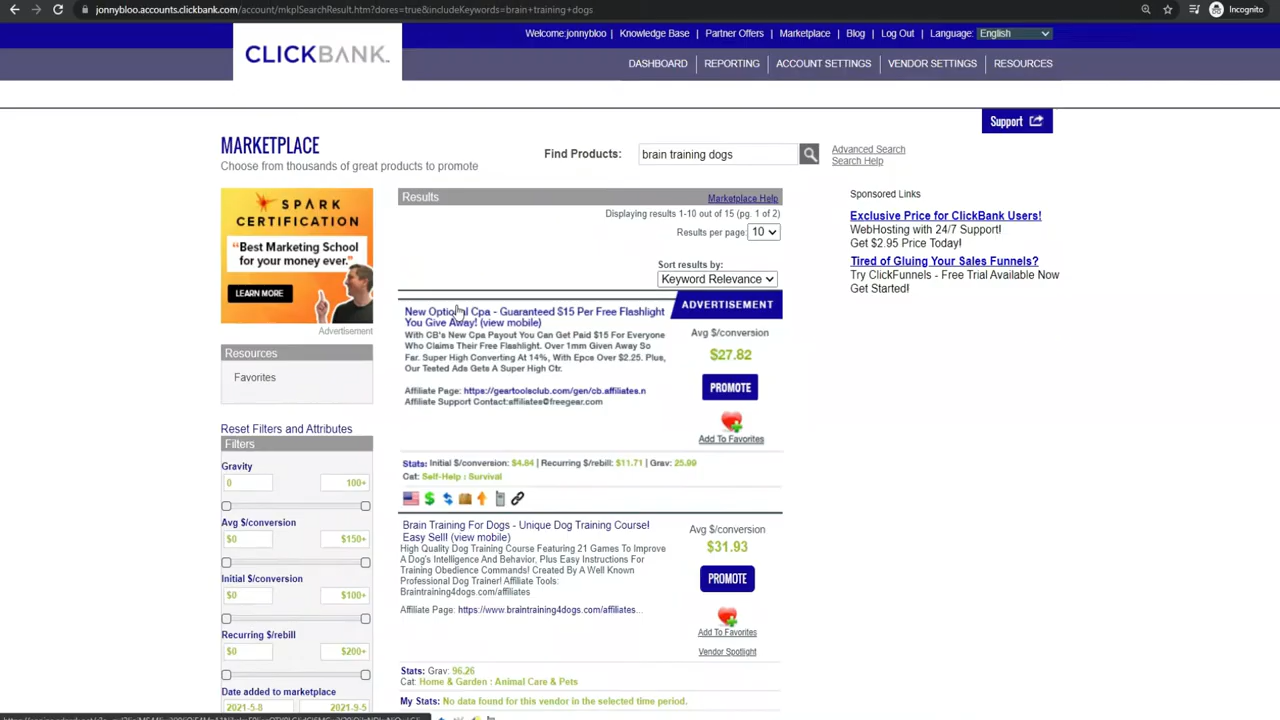 jonnybloo.accounts.clickbank.com/account/mkplSearchResult.htm?dores=true&includeKeywords=brain+training+dogs
Incognito
Welcome:jonnybloo | Knowledge Base | Partner Offers | Marketplace | Blog | Log Out | Language: English
CLICKBANK.
DASHBOARD | REPORTING | ACCOUNT SETTINGS | VENDOR SETTINGS | RESOURCES
Support
MARKETPLACE
Choose from thousands of great products to promote
Find Products: brain training dogs
Advanced Search
Search Help
SPARK
CERTIFICATION
“Best Marketing School
for your money ever.”
LEARN MORE
Advertisement
Resources
Favorites
Reset Filters and Attributes
Filters
Gravity
0 100+
Avg $/conversion
$0 $150+
Initial $/conversion
$0 $100+
Recurring $/rebill
$0 $200+
Date added to marketplace
2021-5-8 2021-9-5
Results Marketplace Help
Displaying results 1-10 out of 15 (pg. 1 of 2)
Results per page: 10
Sort results by:
Keyword Relevance
ADVERTISEMENT
New Optional Cpa - Guaranteed $15 Per Free Flashlight
You Give Away! (view mobile)
With CB's New Cpa Payout You Can Get Paid $15 For Everyone
Who Claims Their Free Flashlight. Over 1mm Given Away So
Far. Super High Converting At 14%, With Epcs Over $2.25. Plus,
Our Tested Ads Gets A Super High Ctr.
Affiliate Page: https://geartoolsclub.com/gen/cb.affiliates.n
Affiliate Support Contact:affiliates@freegear.com
Avg $/conversion
$27.82
PROMOTE
Add To Favorites
Stats: Initial $/conversion: $4.84 | Recurring $/rebill: $11.71 | Grav: 25.99
Cat: Self-Help : Survival
Brain Training For Dogs - Unique Dog Training Course!
Easy Sell! (view mobile)
High Quality Dog Training Course Featuring 21 Games To Improve
A Dog's Intelligence And Behavior, Plus Easy Instructions For
Training Obedience Commands! Created By A Well Known
Professional Dog Trainer! Affiliate Tools:
Braintraining4dogs.com/affiliates
Affiliate Page: https://www.braintraining4dogs.com/affiliates...
Avg $/conversion
$31.93
PROMOTE
Add To Favorites
Vendor Spotlight
Stats: Grav: 96.26
Cat: Home & Garden : Animal Care & Pets
My Stats: No data found for this vendor in the selected time period.
Sponsored Links
Exclusive Price for ClickBank Users!
WebHosting with 24/7 Support!
Get $2.95 Price Today!
Tired of Gluing Your Sales Funnels?
Try ClickFunnels - Free Trial Available Now
Get Started!